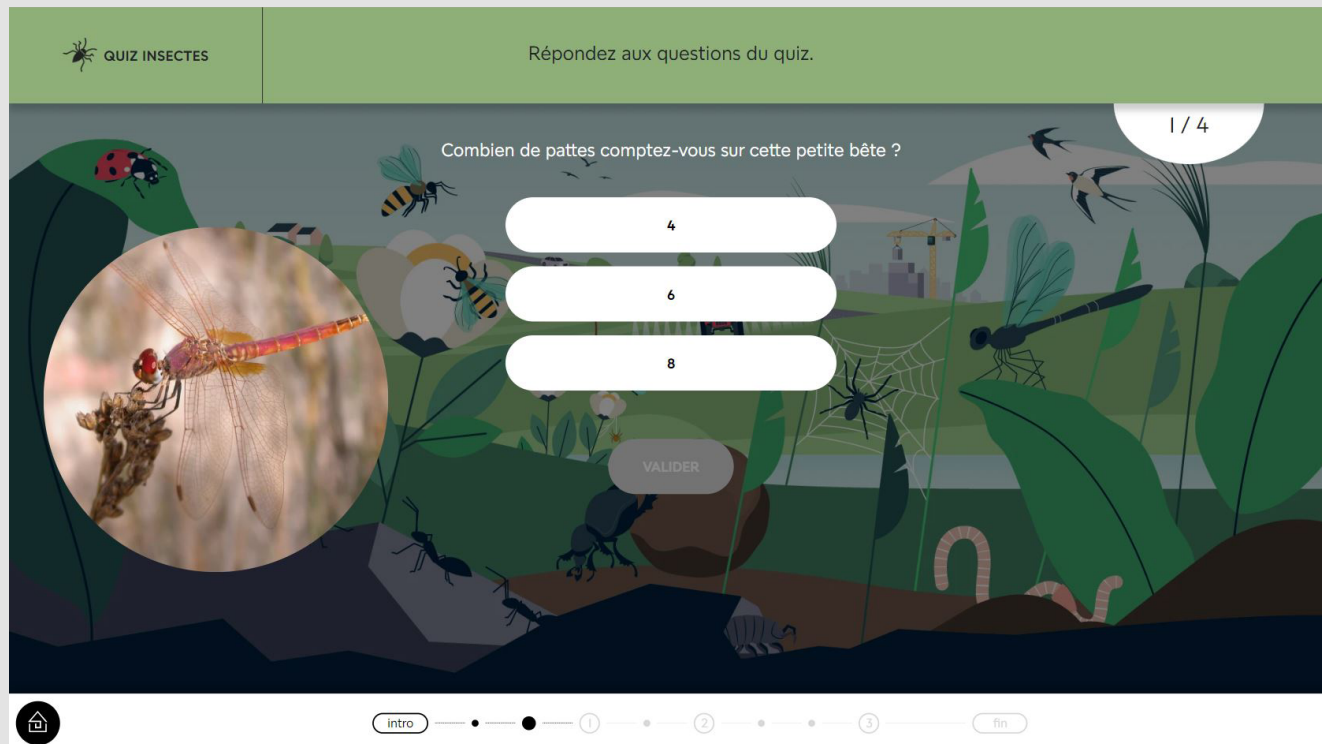 QUIZ INSECTES
Répondez aux questions du quiz.
1 / 4
Combien de pattes comptez-vous sur cette petite bête ?
4
6
8
VALIDER
intro
1
2
3
fin